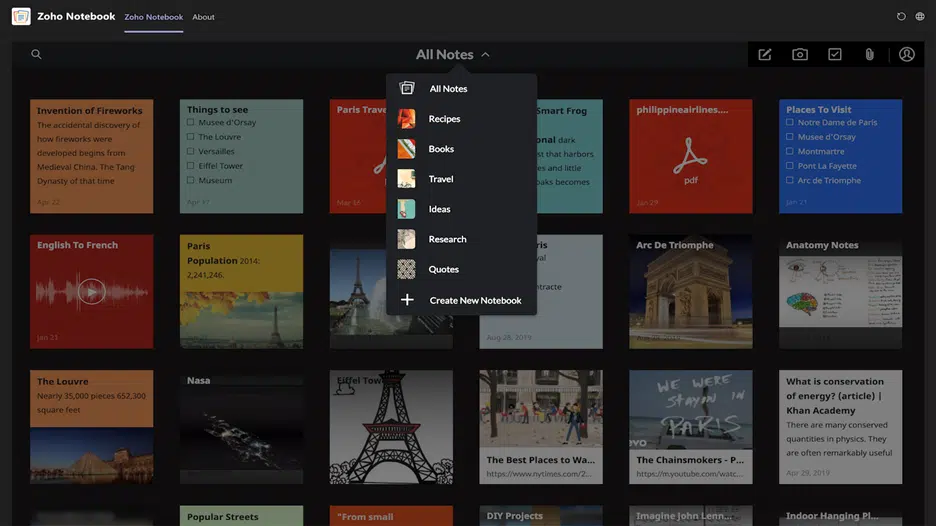 Zoho Notebook
Zoho Notebook
About
All Notes
All Notes
Recipes
Books
Travel
Ideas
Research
Quotes
Create New Notebook
Invention of Fireworks
The accidental discovery of
how fireworks were
developed begins from
Medieval China. The Tang
Dynasty of that time
Apr 22
Things to see
Musee d'Orsay
The Louvre
Versailles
Eiffel Tower
Museum
Paris Trave
Smart Frog
onal dark
ost that harbors
es and little
oaks becomes
philippineairlines....
pdf
Jan 29
Places To Visit
Notre Dame de Paris
Musee d'Orsay
Montmartre
Pont La Fayette
Arc de Triomphe
Jan 21
English To French
Jan 21
Paris
Population 2014:
2,241,246.
ris
val
ntracte
Aug 28, 2019
Arc De Triomphe
Aug 28, 2019
Anatomy Notes
The Louvre
Nearly 35,000 pieces 652,300
square feet
Nasa
Eiffel Tow
The Best Places to Wa...
https://www.nytimes.com/2...
WE WERE
STAYIN
IN
PARIS
vevo
The Chainsmokers - P...
https://m.youtube.com/watc...
What is conservation
of energy? (article) |
Khan Academy
There are many conserved
quantities in physics. They
are often remarkably useful
Apr 29, 2019
Popular Streets
"From small
DIY Projects
Imagine John Lenn...
Indoor Hanging Pl...